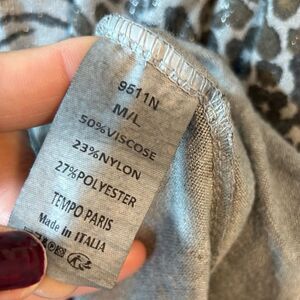 9511N
M/L
50%VISCOSE
23%NYLON
27%POLYESTER
TEMPO PARIS
Made in ITALIA